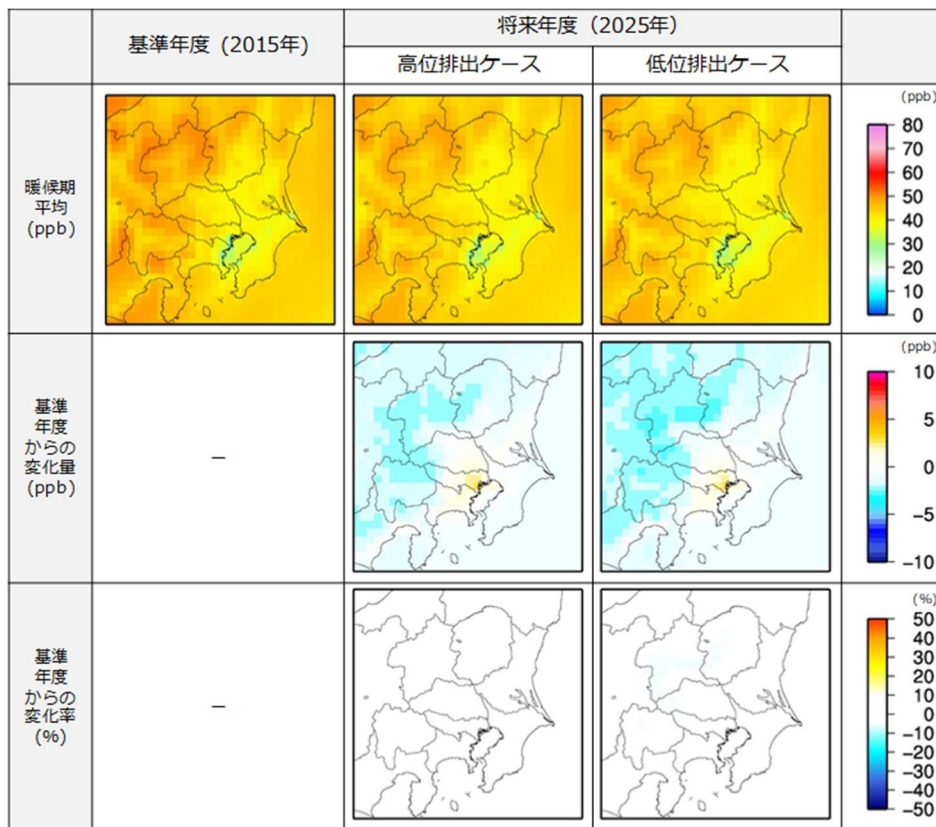 基準年度 (2015年)
将来年度 (2025年)
高位排出ケース
低位排出ケース
暖候期
平均
(ppb)
(ppb)
80
70
60
50
40
30
20
10
0
基準
年度
からの
変化量
(ppb)
–
(ppb)
10
5
0
−5
−10
基準
年度
からの
変化率
(%)
–
(%)
50
40
30
20
10
0
−10
−20
−30
−40
−50